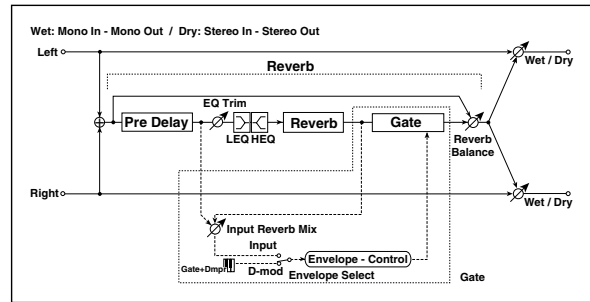 Wet: Mono In - Mono Out / Dry: Stereo In - Stereo Out
Left
Wet / Dry
Reverb
EQ Trim
Pre Delay
LEQ HEQ
Reverb
Gate
Reverb
Balance
Right
Wet / Dry
Input Reverb Mix
Input
D-mod
Gate+Dmpr
Envelope - Control
Envelope Select
Gate